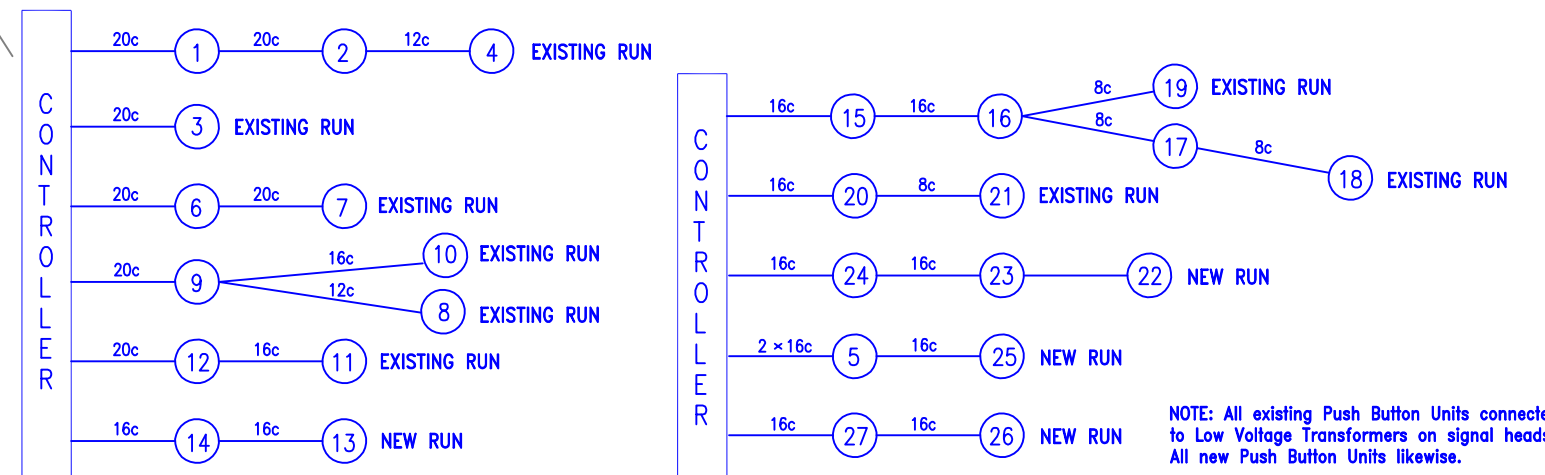 CONTROLLER
20c 1 20c 2 12c 4 EXISTING RUN
20c 3 EXISTING RUN
20c 6 20c 7 EXISTING RUN
20c 9 16c 10 EXISTING RUN
12c 8 EXISTING RUN
20c 12 16c 11 EXISTING RUN
16c 14 16c 13 NEW RUN
CONTROLLER
16c 15 16c 16 8c 19 EXISTING RUN
8c 17 8c 18 EXISTING RUN
16c 20 8c 21 EXISTING RUN
16c 24 16c 23 22 NEW RUN
2 × 16c 5 16c 25 NEW RUN
16c 27 16c 26 NEW RUN
NOTE: All existing Push Button Units connecte
to Low Voltage Transformers on signal heads
All new Push Button Units likewise.